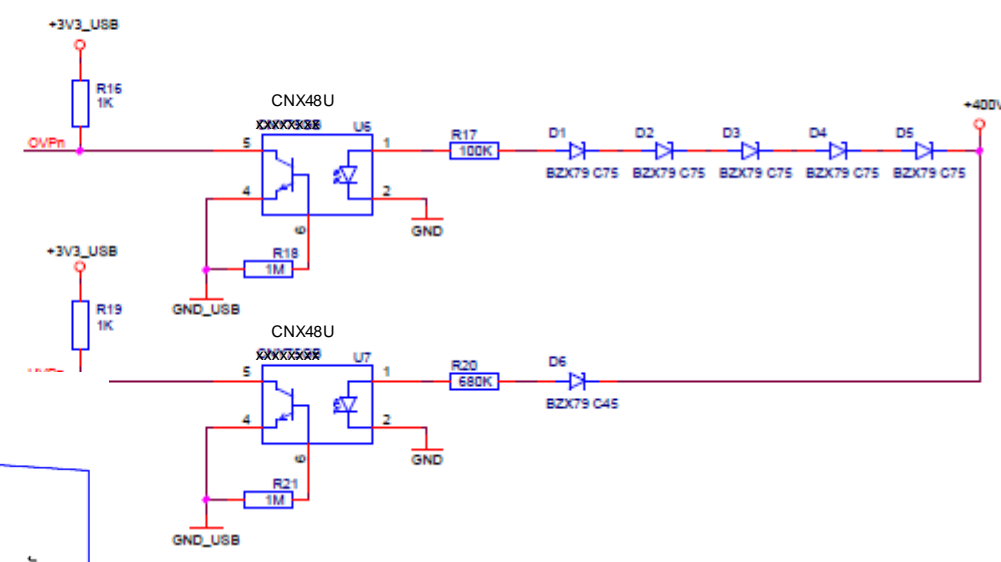 +3V3_USB
R16
1K
OVPn
CNX48U
U6
5
1
4
2
6
R17
100K
D1
BZX79 C75
D2
BZX79 C75
D3
BZX79 C75
D4
BZX79 C75
D5
BZX79 C75
+400V
GND
R18
1M
GND_USB
+3V3_USB
R19
1K
CNX48U
U7
5
1
4
2
6
R20
680K
D6
BZX79 C45
GND
R21
1M
GND_USB